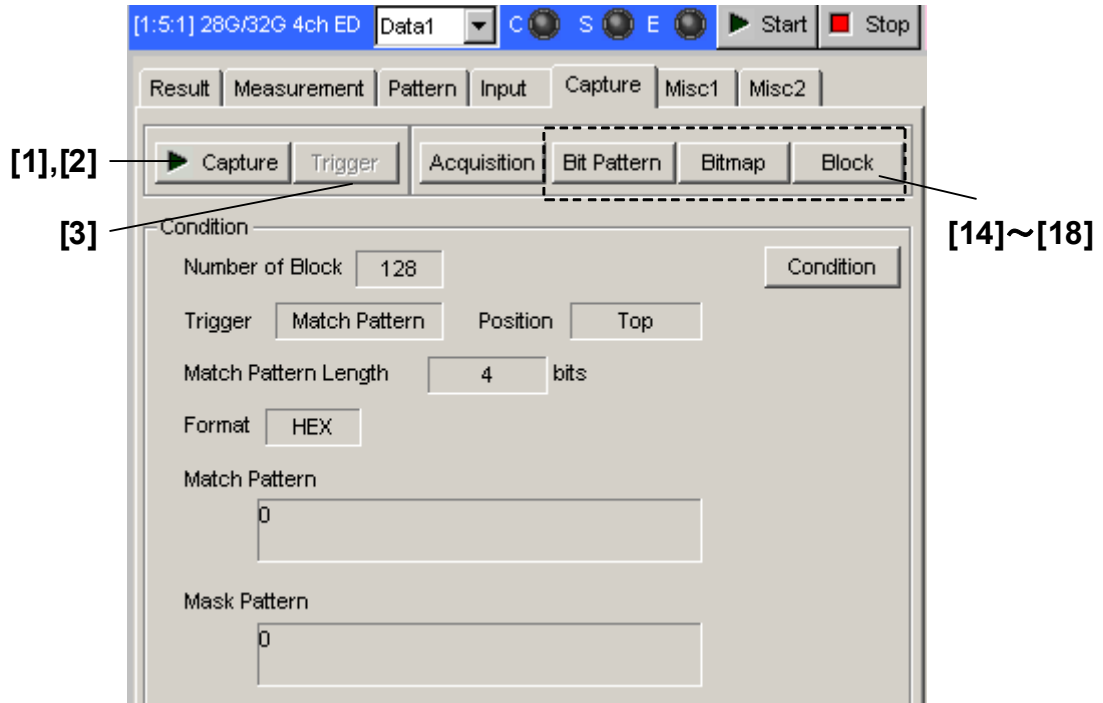 [1:5:1] 28G/32G 4ch ED Data1 C S E Start Stop
Result Measurement Pattern Input Capture Misc1 Misc2
[1],[2] Capture Trigger Acquisition Bit Pattern Bitmap Block
[3] [14]～[18]
Condition
Number of Block 128 Condition
Trigger Match Pattern Position Top
Match Pattern Length 4 bits
Format HEX
Match Pattern
0
Mask Pattern
0